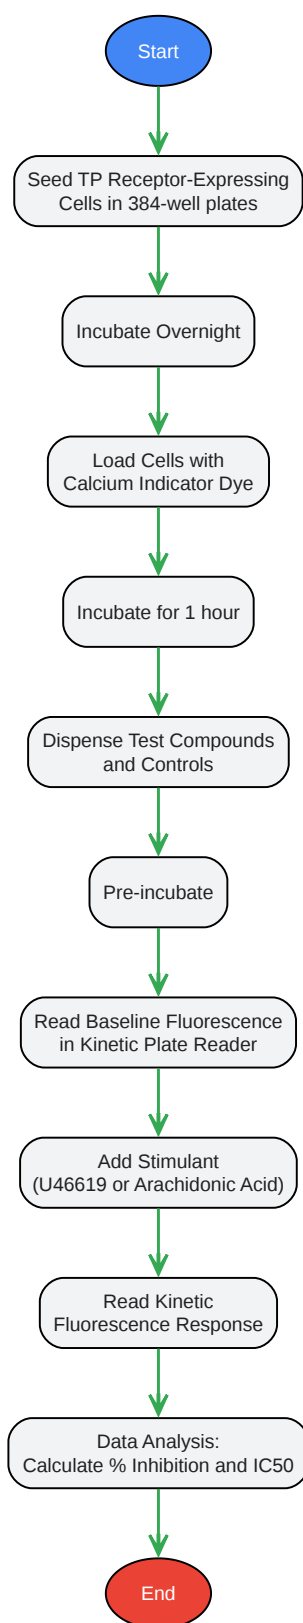 Start
Seed TP Receptor-Expressing
Cells in 384-well plates
Incubate Overnight
Load Cells with
Calcium Indicator Dye
Incubate for 1 hour
Dispense Test Compounds
and Controls
Pre-incubate
Read Baseline Fluorescence
in Kinetic Plate Reader
Add Stimulant
(U46619 or Arachidonic Acid)
Read Kinetic
Fluorescence Response
Data Analysis:
Calculate % Inhibition and IC50
End